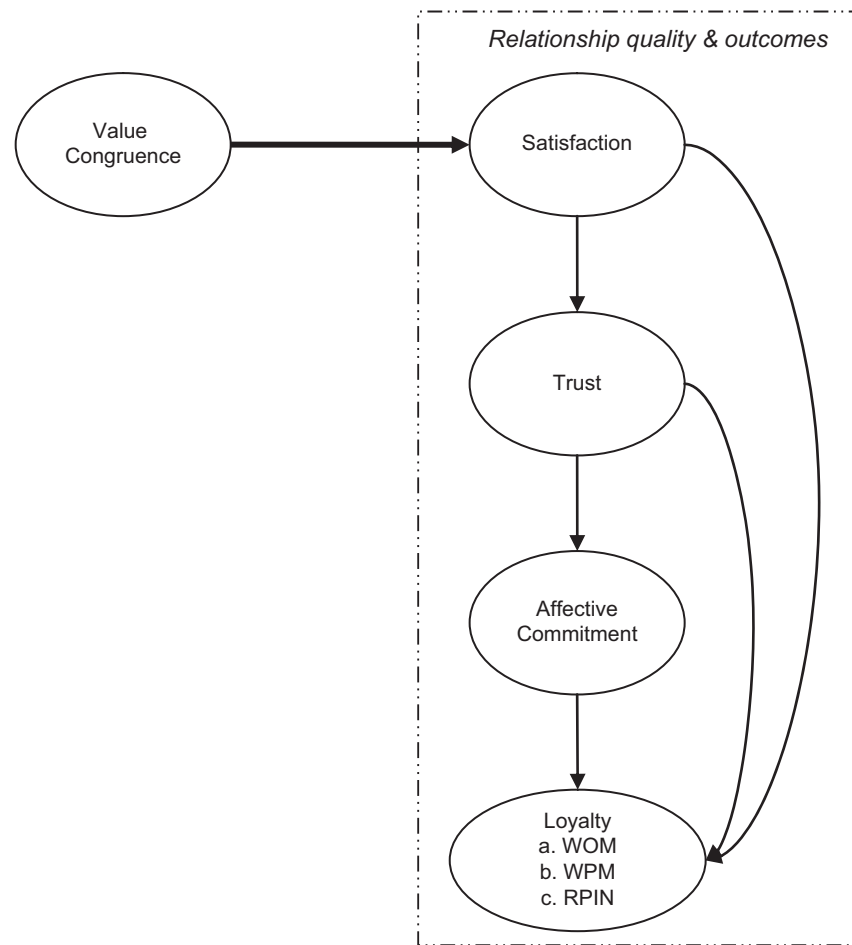 Relationship quality & outcomes
Value
Congruence
Satisfaction
Trust
Affective
Commitment
Loyalty
a. WOM
b. WPM
c. RPIN